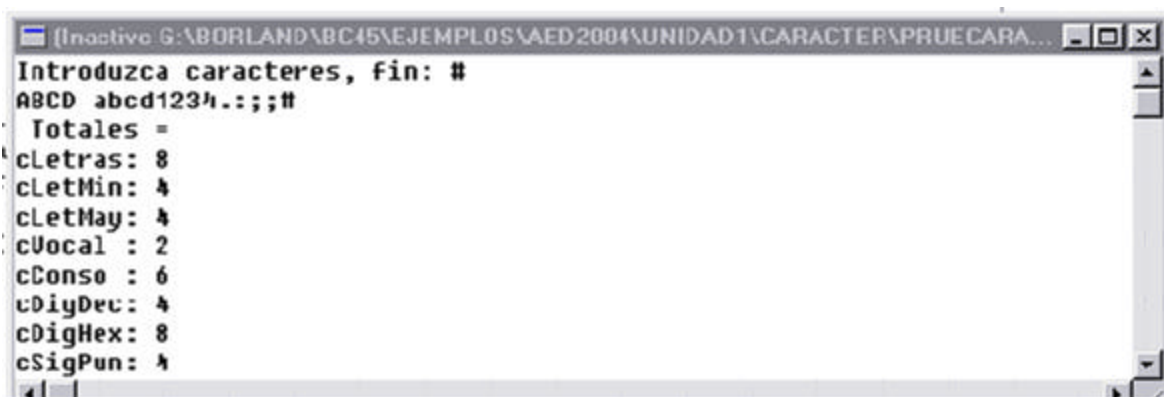 (Inactivo G:\BORLAND\BC45\EJEMPLOS\AED2004\UNIDAD1\CARACTER\PRUECARA...
Introduzca caracteres, fin: #
ABCD abcd1234.:;;#
Totales =
cLetras: 8
cLetMin: 4
cLetMay: 4
cVocal : 2
cConso : 6
cDigDec: 4
cDigHex: 8
cSigPun: 4